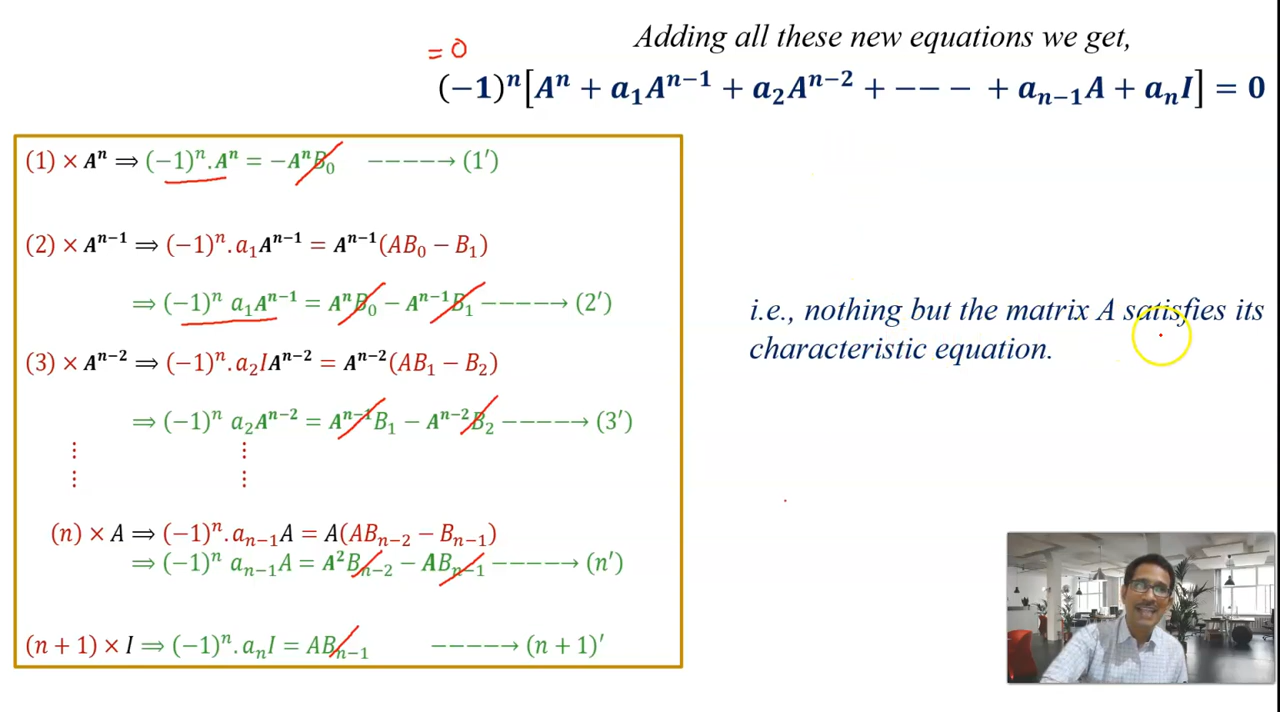 = 0
Adding all these new equations we get,
(−1)ⁿ[Aⁿ + a₁Aⁿ⁻¹ + a₂Aⁿ⁻² + −−− + aₙ₋₁A + aₙI] = 0
(1) × Aⁿ ⟹ (−1)ⁿ.Aⁿ = −AⁿB₀ −−−−−→ (1′)
(2) × Aⁿ⁻¹ ⟹ (−1)ⁿ.a₁Aⁿ⁻¹ = Aⁿ⁻¹(AB₀ − B₁)
⟹ (−1)ⁿ a₁Aⁿ⁻¹ = AⁿB₀ − Aⁿ⁻¹B₁ −−−−−→ (2′)
i.e., nothing but the matrix A satisfies its
characteristic equation.
(3) × Aⁿ⁻² ⟹ (−1)ⁿ.a₂IAⁿ⁻² = Aⁿ⁻²(AB₁ − B₂)
⟹ (−1)ⁿ a₂Aⁿ⁻² = Aⁿ⁻¹B₁ − Aⁿ⁻²B₂ −−−−−→ (3′)
⋮ ⋮
⋮ ⋮
(n) × A ⟹ (−1)ⁿ.aₙ₋₁A = A(ABₙ₋₂ − Bₙ₋₁)
⟹ (−1)ⁿ aₙ₋₁A = A²Bₙ₋₂ − ABₙ₋₁ −−−−−→ (n′)
(n + 1) × I ⟹ (−1)ⁿ.aₙI = ABₙ₋₁ −−−−−→ (n + 1)′